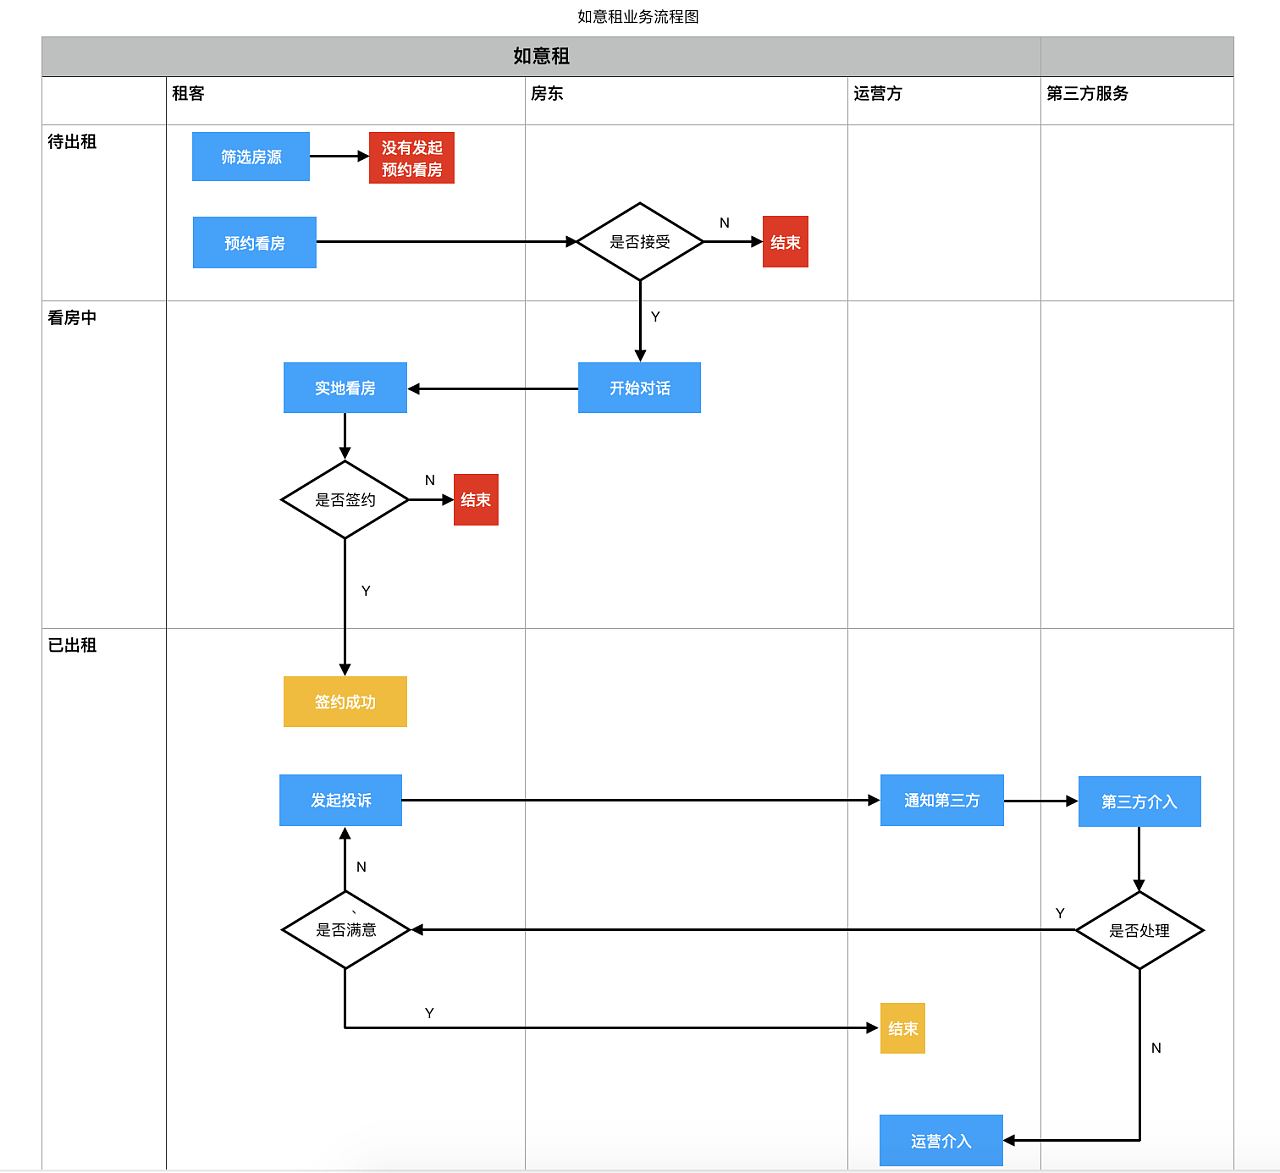 如意租业务流程图
如意租
租客
房东
运营方
第三方服务
待出租
筛选房源
没有发起
预约看房
预约看房
是否接受
N
结束
看房中
Y
实地看房
开始对话
是否签约
N
结束
Y
已出租
签约成功
发起投诉
通知第三方
第三方介入
N
、
是否满意
Y
是否处理
Y
结束
N
运营介入